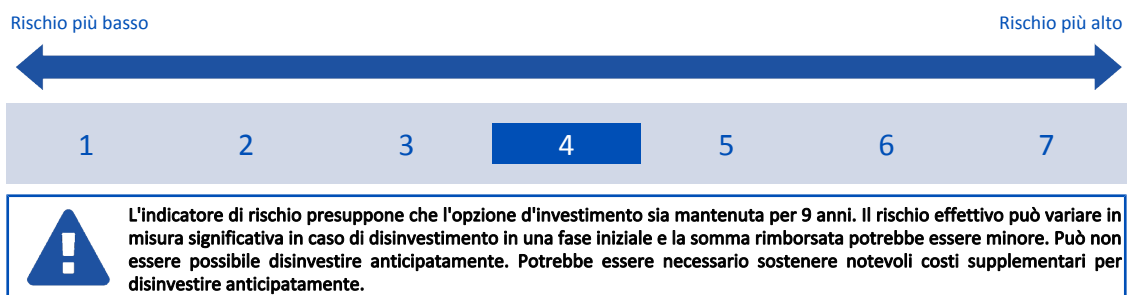 Rischio più basso Rischio più alto
1 2 3 4 5 6 7
L'indicatore di rischio presuppone che l'opzione d'investimento sia mantenuta per 9 anni. Il rischio effettivo può variare in
misura significativa in caso di disinvestimento in una fase iniziale e la somma rimborsata potrebbe essere minore. Può non
essere possibile disinvestire anticipatamente. Potrebbe essere necessario sostenere notevoli costi supplementari per
disinvestire anticipatamente.